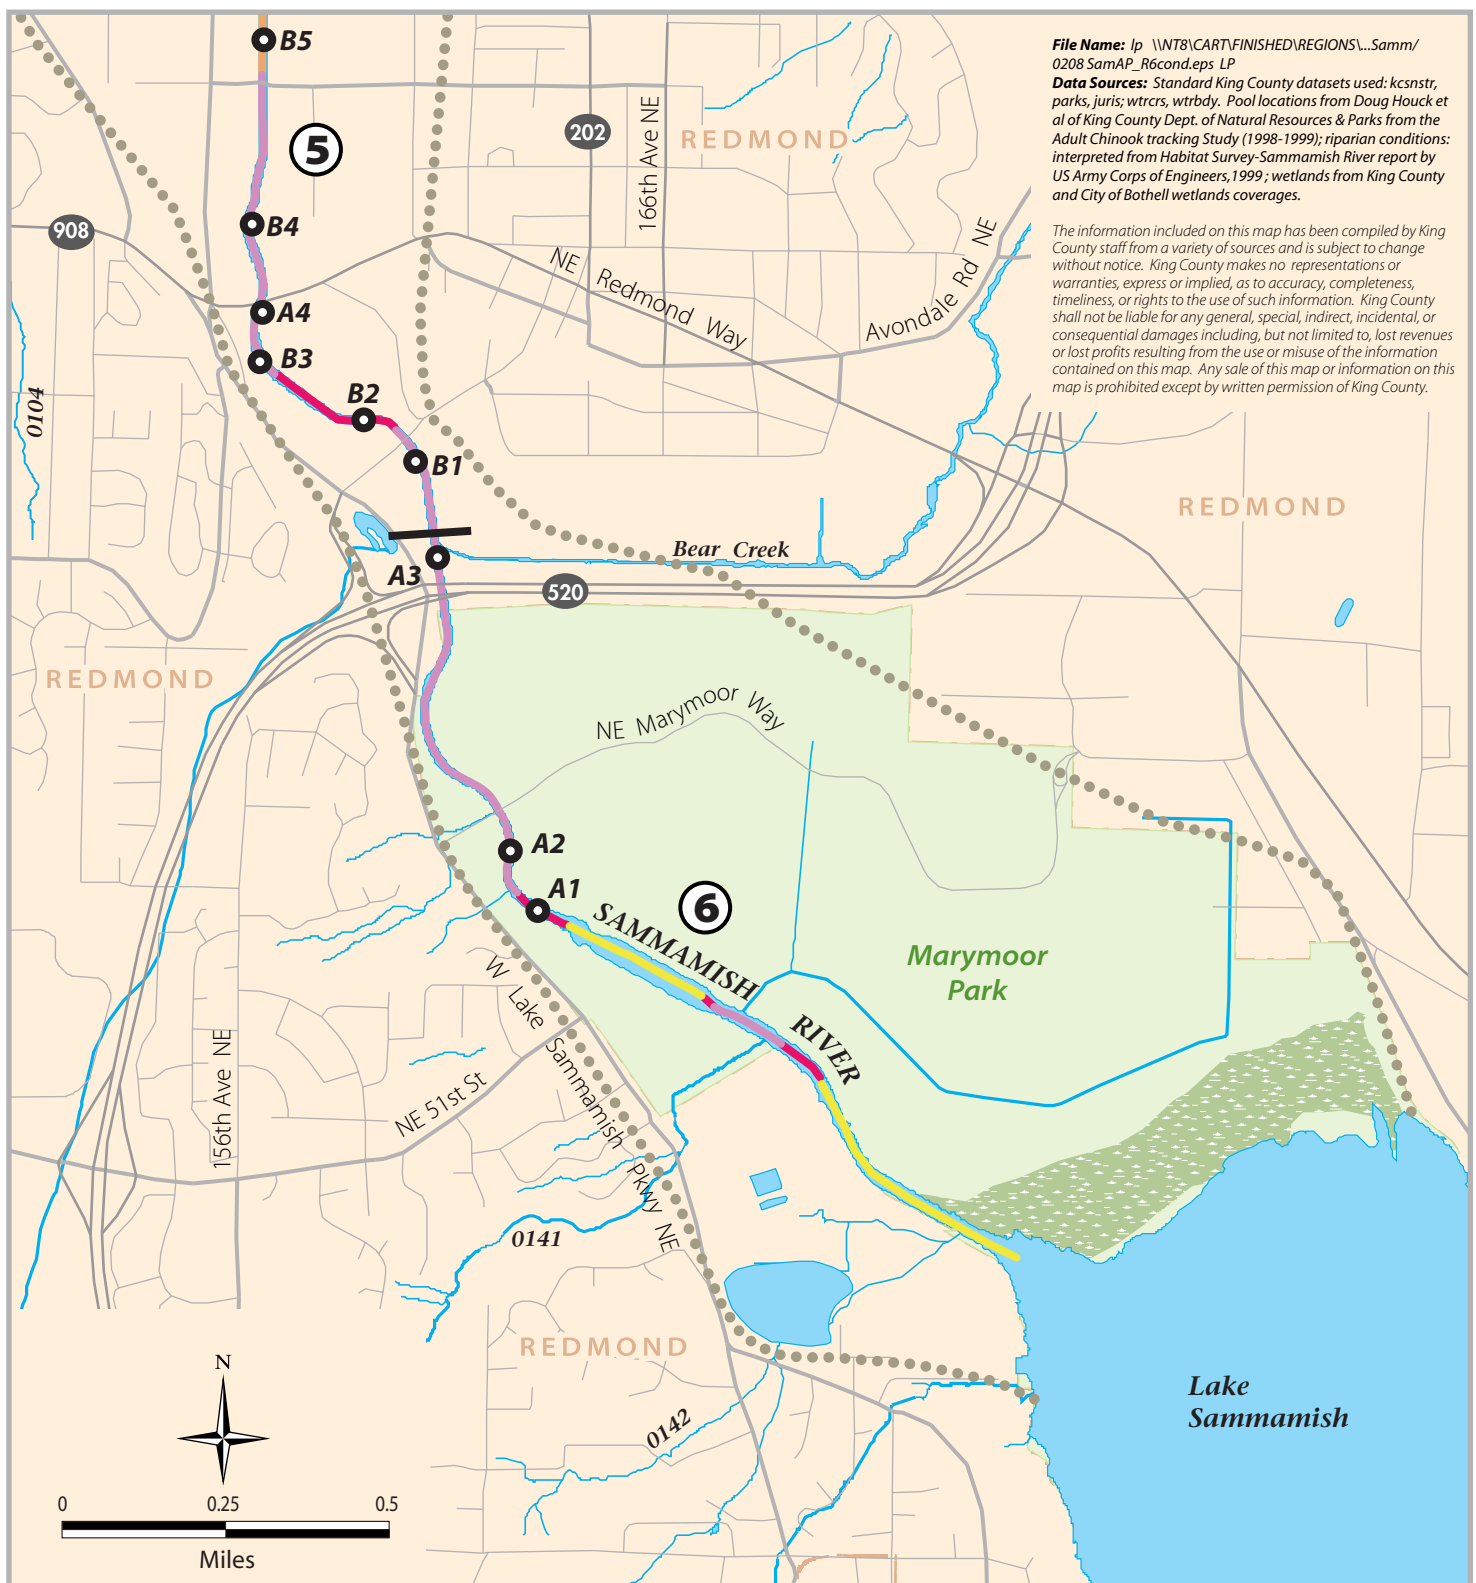 File Name: lp \\NT8\CART\FINISHED\REGIONS\...Samm/
0208 SamAP_R6cond.eps LP
Data Sources: Standard King County datasets used: kcsnstr,
parks, juris; wtrcrs, wtrbdy. Pool locations from Doug Houck et
al of King County Dept. of Natural Resources & Parks from the
Adult Chinook tracking Study (1998-1999); riparian conditions:
interpreted from Habitat Survey-Sammamish River report by
US Army Corps of Engineers,1999 ; wetlands from King County
and City of Bothell wetlands coverages.
The information included on this map has been compiled by King
County staff from a variety of sources and is subject to change
without notice. King County makes no representations or
warranties, express or implied, as to accuracy, completeness,
timeliness, or rights to the use of such information. King County
shall not be liable for any general, special, indirect, incidental, or
consequential damages including, but not limited to, lost revenues
or lost profits resulting from the use or misuse of the information
contained on this map. Any sale of this map or information on this
map is prohibited except by written permission of King County.
B5
5
202
166th Ave NE
REDMOND
B4
908
NE Redmond Way
Avondale Rd NE
A4
B3
0104
B2
B1
REDMOND
Bear Creek
A3
520
REDMOND
NE Marymoor Way
A2
A1
6
SAMMAMISH
RIVER
Marymoor
Park
W Lake Sammamish Pkwy NE
156th Ave NE
NE 51st St
0141
REDMOND
N
0142
Lake
Sammamish
0 0.25 0.5
Miles